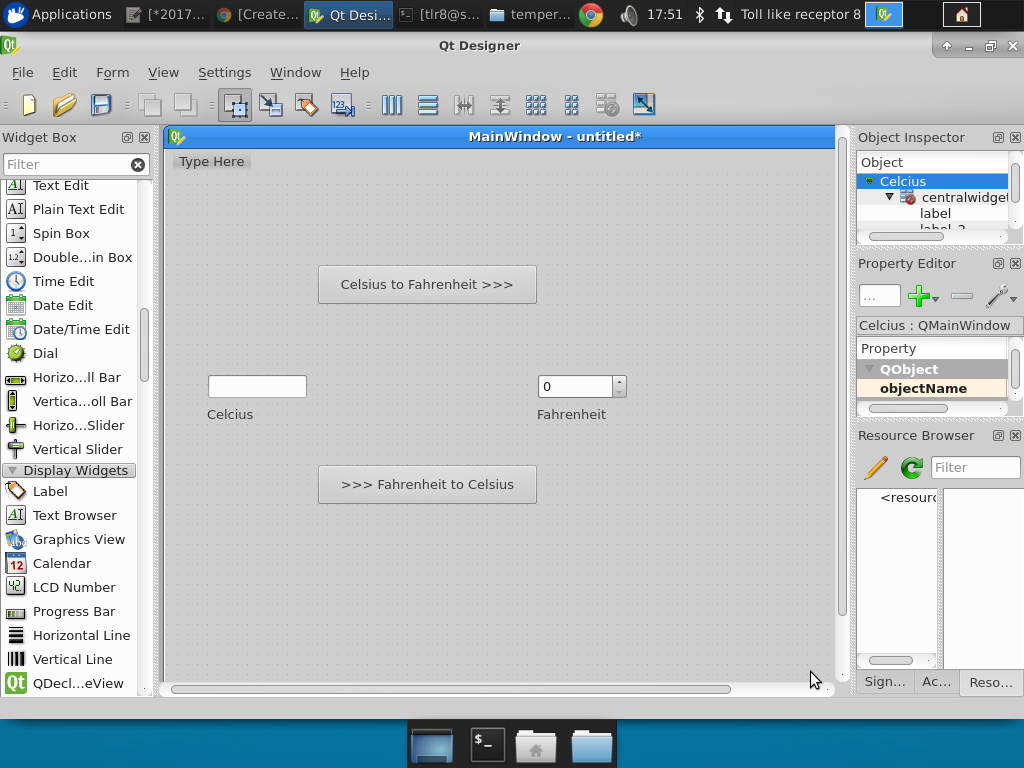 Applications
[*2017...
[Create...
Qt Desi...
[tlr8@s...
temper...
17:51
Toll like receptor 8
Qt Designer
File Edit Form View Settings Window Help
Widget Box
Filter
Text Edit
Plain Text Edit
Spin Box
Double...in Box
Time Edit
Date Edit
Date/Time Edit
Dial
Horizo...ll Bar
Vertica...oll Bar
Horizo...Slider
Vertical Slider
Display Widgets
Label
Text Browser
Graphics View
Calendar
LCD Number
Progress Bar
Horizontal Line
Vertical Line
QDecl...eView
MainWindow - untitled*
Type Here
Celsius to Fahrenheit >>>
0
Celcius
Fahrenheit
>>> Fahrenheit to Celsius
Object Inspector
Object
Celcius
centralwidget
label
label_2
Property Editor
...
Celcius : QMainWindow
Property
QObject
objectName
Resource Browser
Filter
<resourc
Sign...
Ac...
Reso...